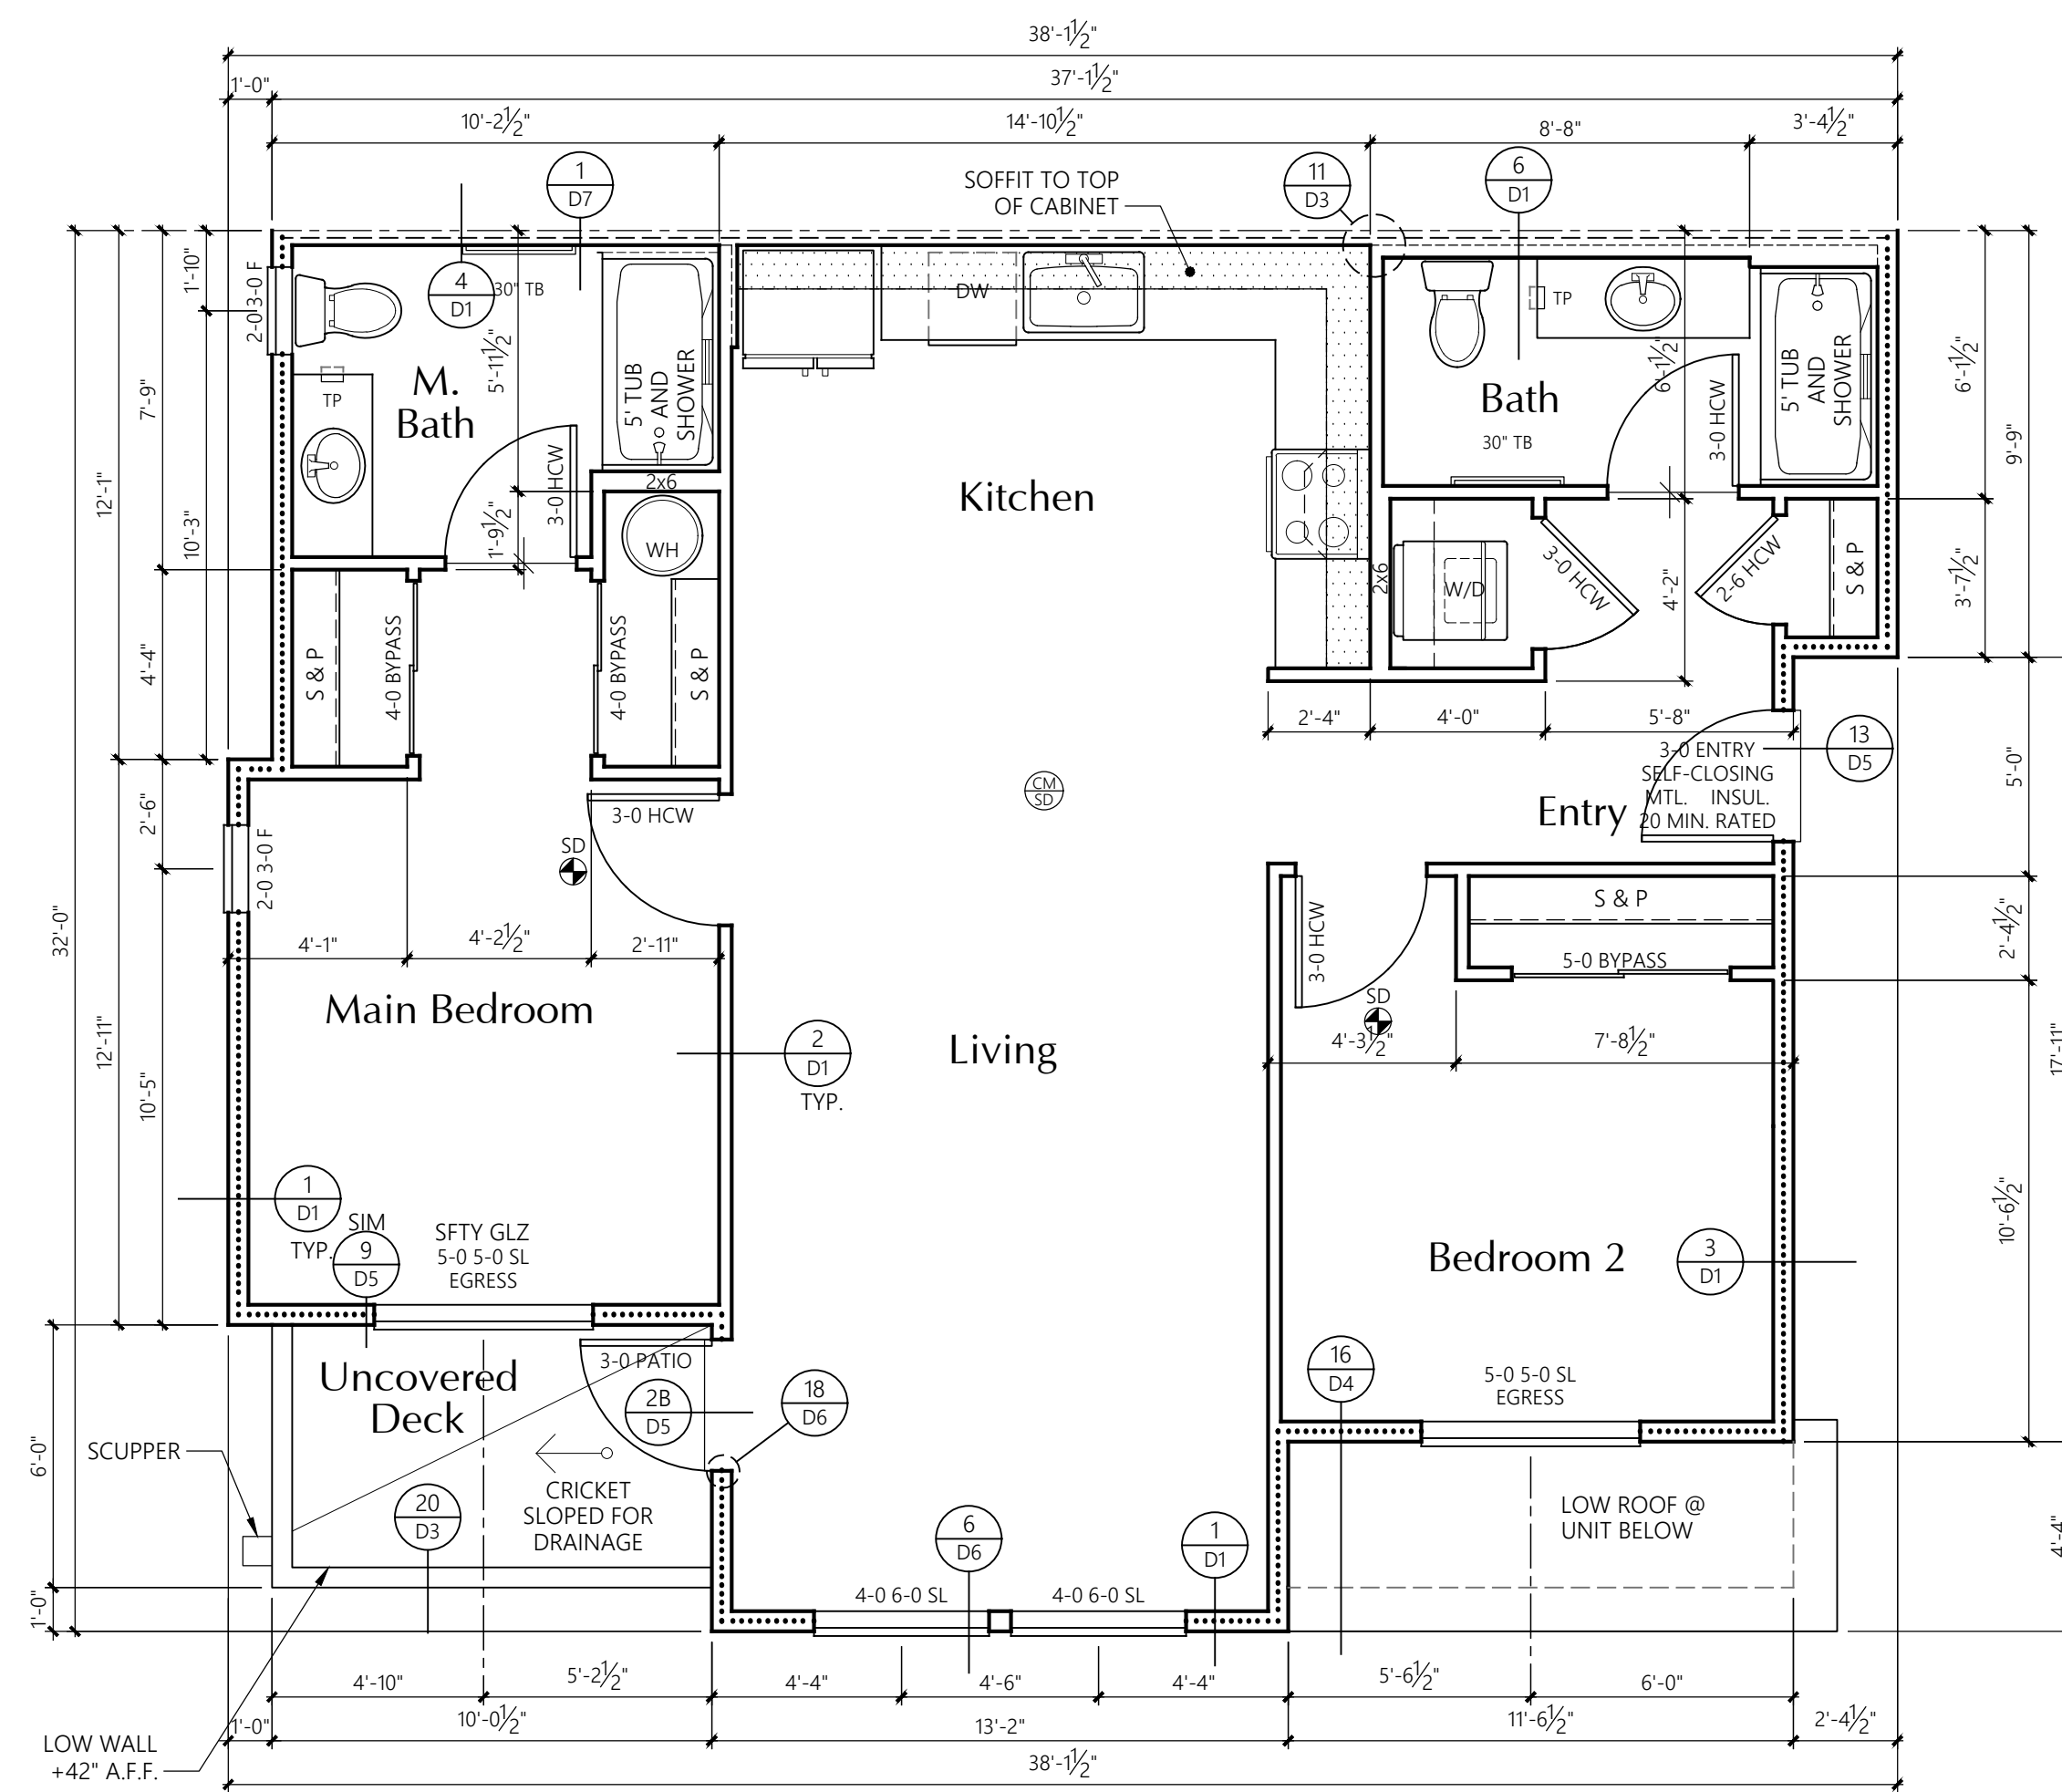 38'-1½"
1'-0"
37'-1½"
10'-2½"
14'-10½"
8'-8"
3'-4½"
1
D7
SOFFIT TO TOP
OF CABINET
11
D3
6
D1
1'-10"
2-0 3-0 F
4
D1
30" TB
DW
TP
5'-11½"
6'-1½"
6'-1½"
7'-9"
M.
Bath
TP
5' TUB
AND
SHOWER
Bath
30" TB
3-0 HCW
5' TUB
AND
SHOWER
9'-9"
12'-1"
10'-3"
1'-9½"
3-0 HCW
2x6
WH
Kitchen
2x6
W/D
3-0 HCW
4'-2"
2-6 HCW
S & P
3'-7½"
4'-4"
S & P
4-0 BYPASS
4-0 BYPASS
S & P
2'-4"
4'-0"
5'-8"
13
D5
3-0 ENTRY
SELF-CLOSING
MTL. INSUL.
20 MIN. RATED
5'-0"
CM
SD
Entry
2'-6"
2-0 3-0 F
3-0 HCW
SD
32'-0"
4'-1"
4'-2½"
2'-11"
3-0 HCW
S & P
5-0 BYPASS
2'-4½"
Main Bedroom
SD
4'-3½"
7'-8½"
12'-11"
10'-5"
2
D1
TYP.
Living
17'-11"
1
D1
TYP.
SIM
9
D5
SFTY GLZ
5-0 5-0 SL
EGRESS
Bedroom 2
3
D1
10'-6½"
Uncovered
Deck
3-0 PATIO
2B
D5
18
D6
16
D4
5-0 5-0 SL
EGRESS
SCUPPER
6'-0"
20
D3
CRICKET
SLOPED FOR
DRAINAGE
6
D6
1
D1
LOW ROOF @
UNIT BELOW
4'-4"
1'-0"
4-0 6-0 SL
4-0 6-0 SL
4'-10"
5'-2½"
4'-4"
4'-6"
4'-4"
5'-6½"
6'-0"
1'-0"
10'-0½"
13'-2"
11'-6½"
2'-4½"
LOW WALL
+42" A.F.F.
38'-1½"